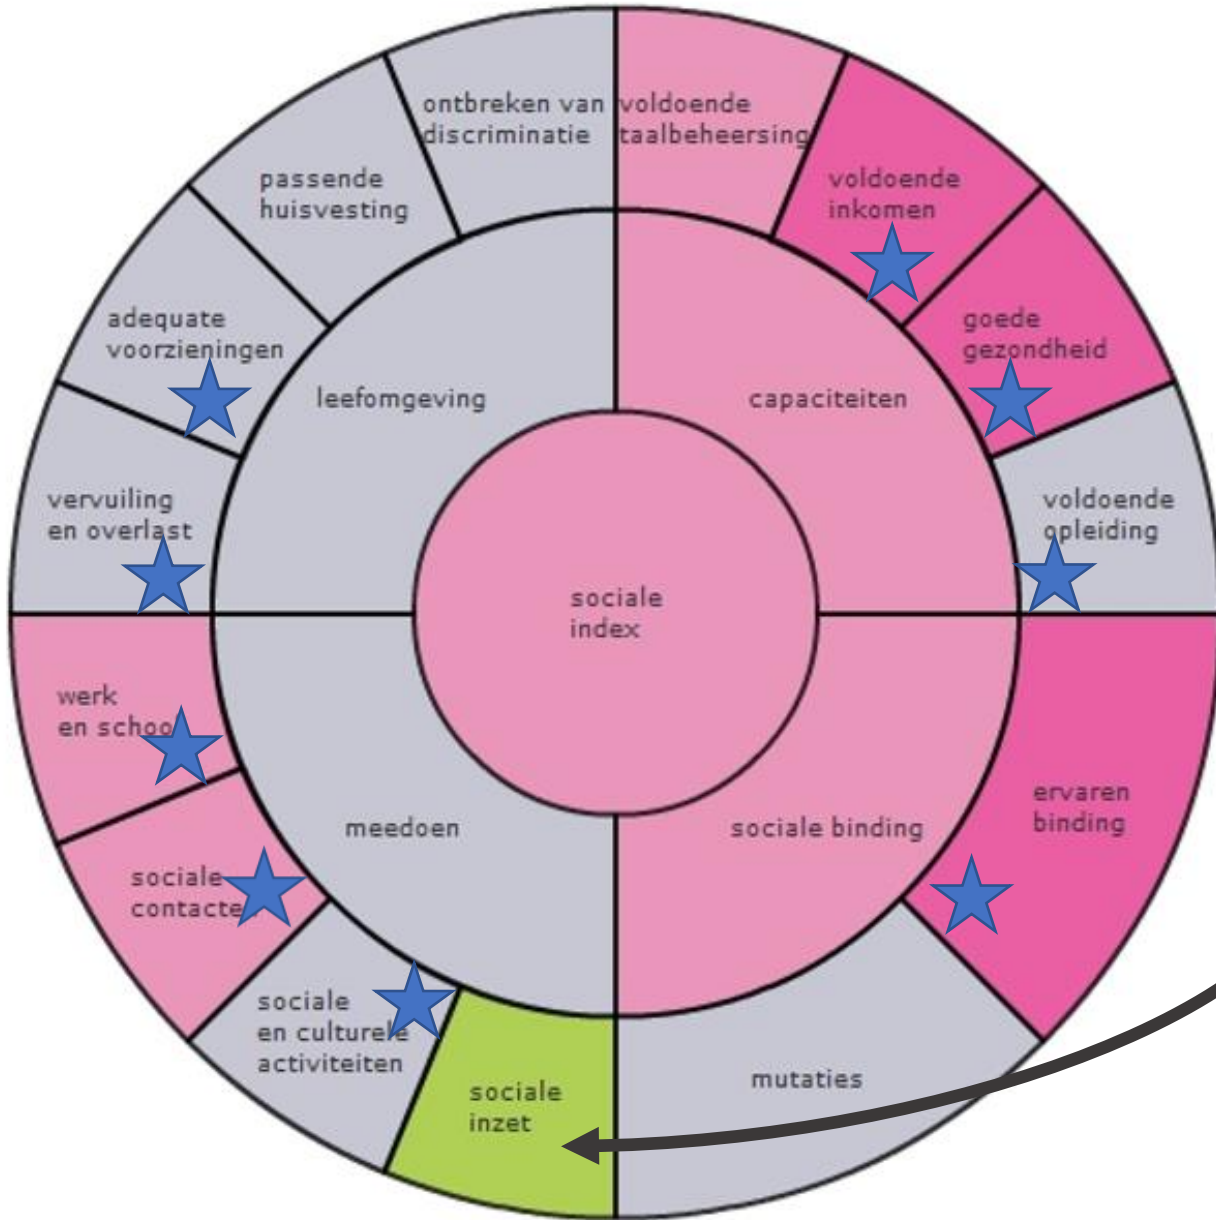 ontbreken van
discriminatie
voldoende
taalbeheersing
passende
huisvesting
voldoende
inkomen
adequate
voorzieningen
goede
gezondheid
leefomgeving
capaciteiten
vervuiling
en overlast
voldoende
opleiding
sociale
index
werk
en school
ervaren
binding
meedoen
sociale binding
sociale
contacten
sociale
en culturele
activiteiten
mutaties
sociale
inzet